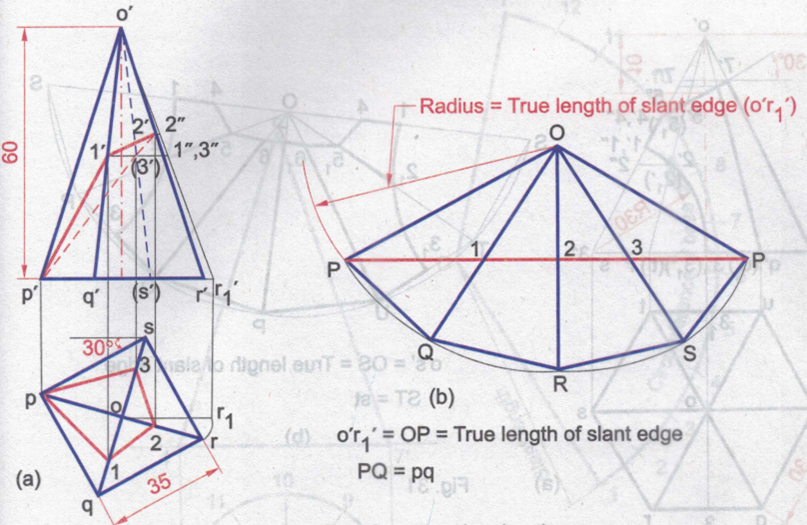 o′
60
1′
2′
2″
(3′)
1″,3″
p′
q′
(s′)
r′
r₁′
30°
s
3
p
o
r₁
r
2
1
q
35
(a)
Radius = True length of slant edge (o′r₁′)
O
P
1
2
3
P
Q
R
S
(b)
o′r₁′ = OP = True length of slant edge
PQ = pq